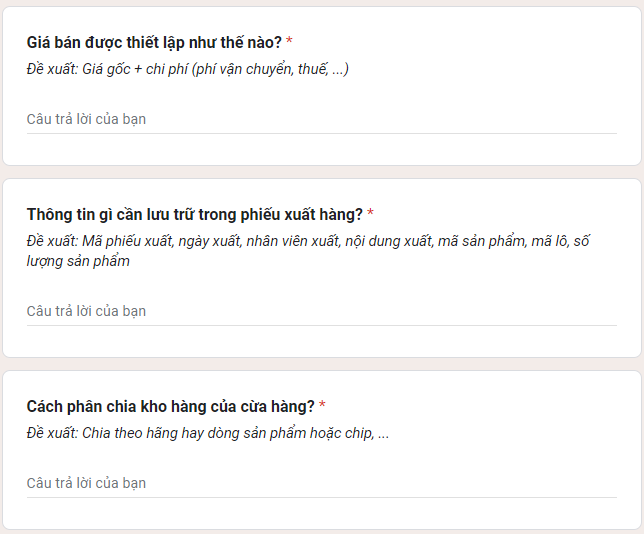 Giá bán được thiết lập như thế nào? *
Đề xuất: Giá gốc + chi phí (phí vận chuyển, thuế, ...)
Câu trả lời của bạn
Thông tin gì cần lưu trữ trong phiếu xuất hàng? *
Đề xuất: Mã phiếu xuất, ngày xuất, nhân viên xuất, nội dung xuất, mã sản phẩm, mã lô, số
lượng sản phẩm
Câu trả lời của bạn
Cách phân chia kho hàng của cừa hàng? *
Đề xuất: Chia theo hãng hay dòng sản phẩm hoặc chip, ...
Câu trả lời của bạn